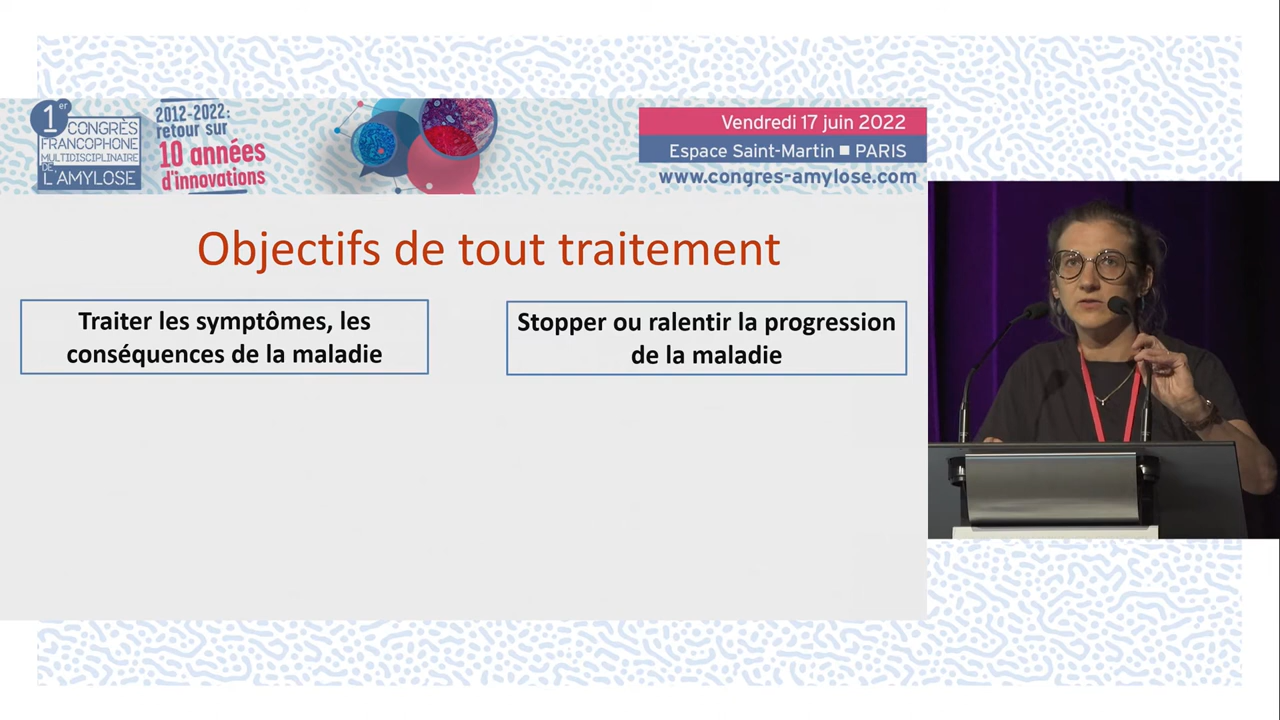 1er
CONGRÈS
FRANCOPHONE
MULTIDISCIPLINAIRE
DE
L'AMYLOSE
2012-2022:
retour sur
10 années
d'innovations
Vendredi 17 juin 2022
Espace Saint-Martin ■ PARIS
www.congres-amylose.com
Objectifs de tout traitement
Traiter les symptômes, les
conséquences de la maladie
Stopper ou ralentir la progression
de la maladie